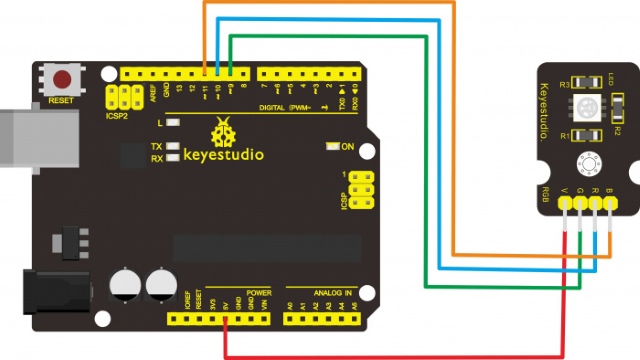 RESET
ICSP2
AREF
GND
13
12
~11
~10
~9
8
7
~6
~5
4
~3
2
TX0▶1
RX0◀0
DIGITAL (PWM~)
L
TX
RX
keyestudio
ON
1
ICSP
IOREF
RESET
3V3
5V
GND
GND
VIN
POWER
ANALOG IN
A0
A1
A2
A3
A4
A5
Keyestudio.
R3
LED
R2
R1
RGB
V
G
R
B